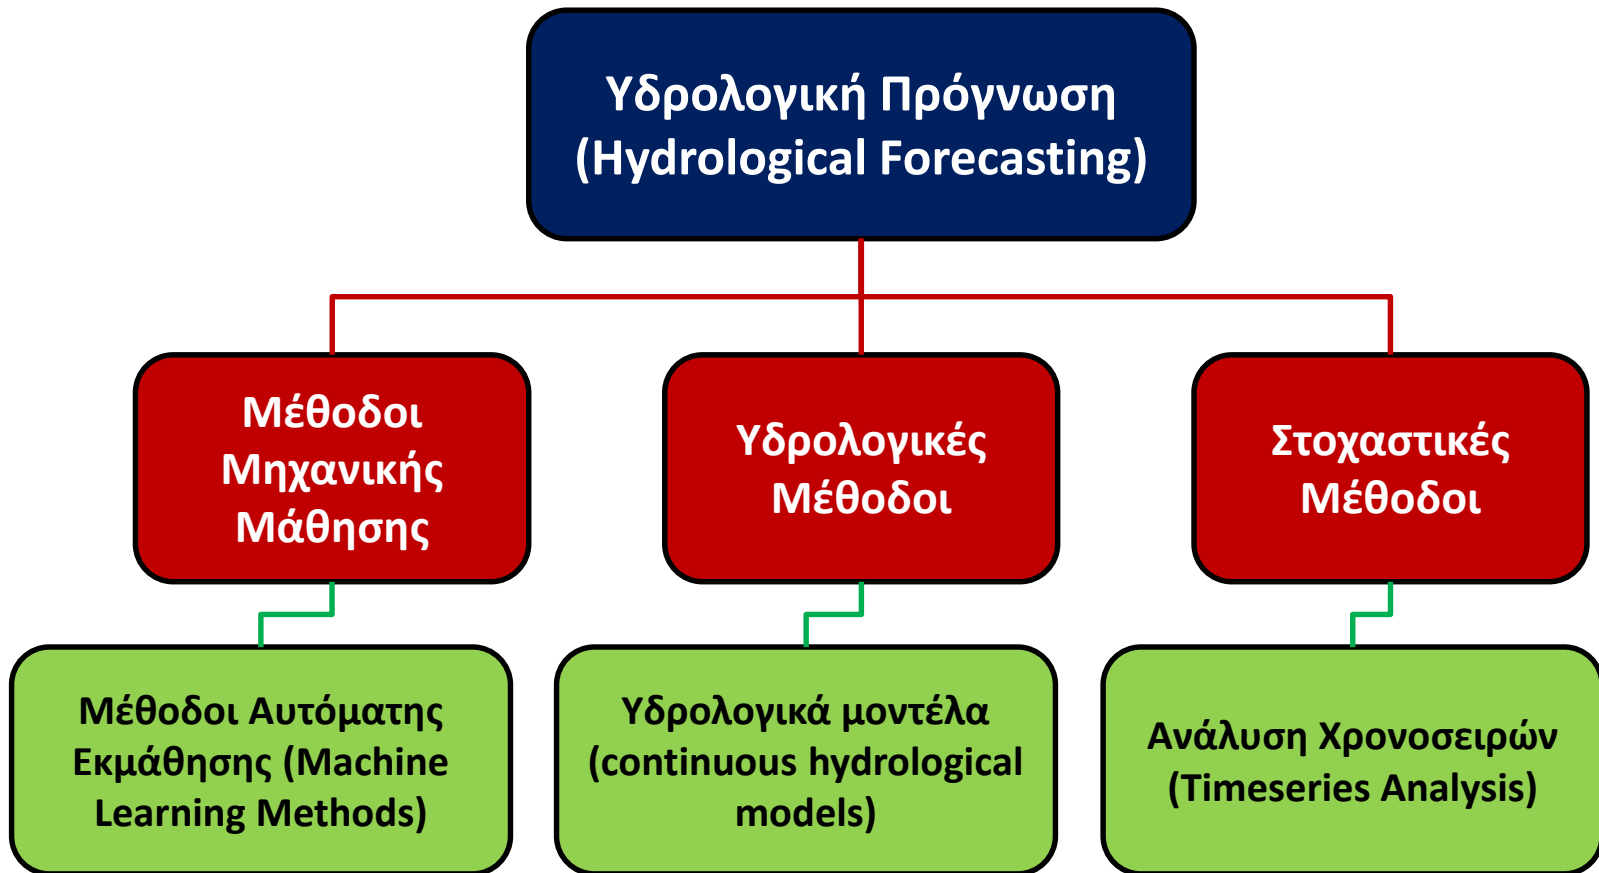 Υδρολογική Πρόγνωση
(Hydrological Forecasting)
Μέθοδοι
Μηχανικής
Μάθησης
Υδρολογικές
Μέθοδοι
Στοχαστικές
Μέθοδοι
Μέθοδοι Αυτόματης
Εκμάθησης (Machine
Learning Methods)
Υδρολογικά μοντέλα
(continuous hydrological
models)
Ανάλυση Χρονοσειρών
(Timeseries Analysis)